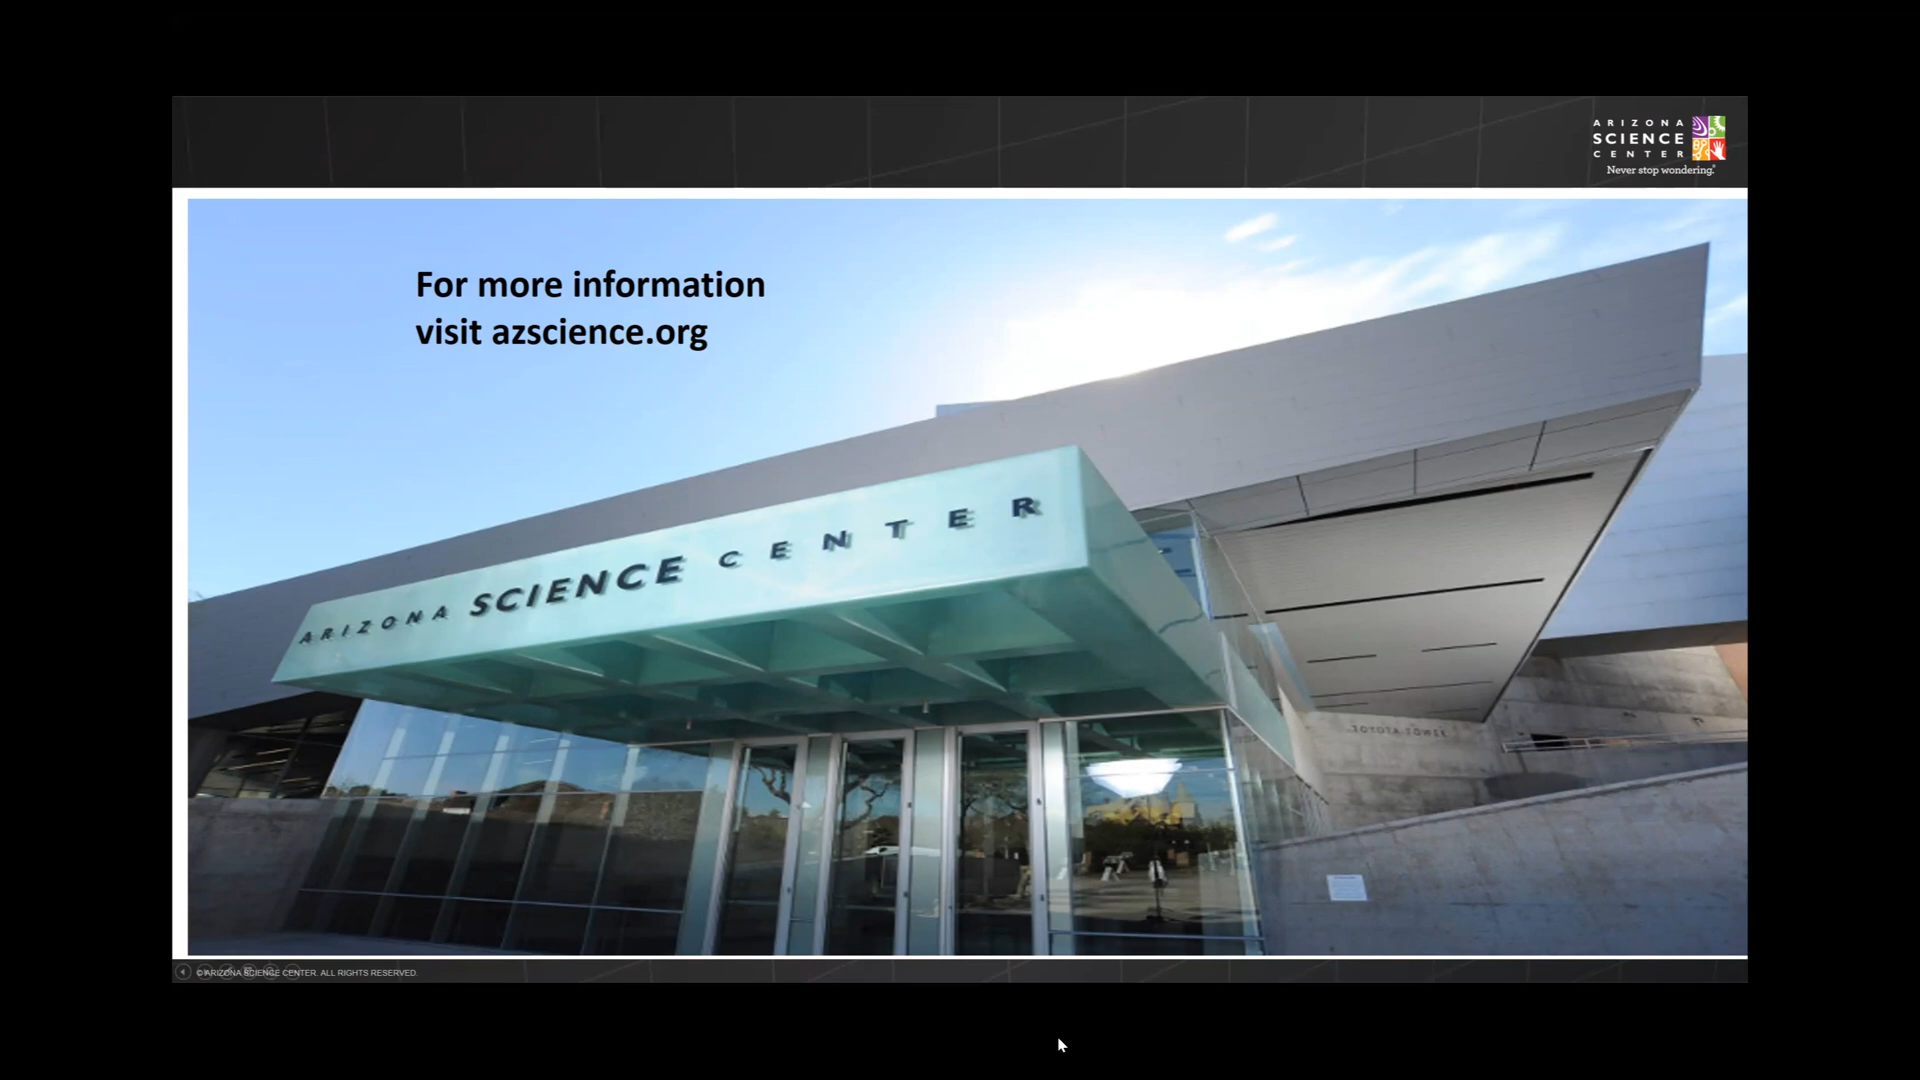 ARIZONA
SCIENCE
CENTER
Never stop wondering.®
For more information
visit azscience.org
ARIZONA SCIENCE CENTER
TOYOTA TOWER
©ARIZONA SCIENCE CENTER. ALL RIGHTS RESERVED.